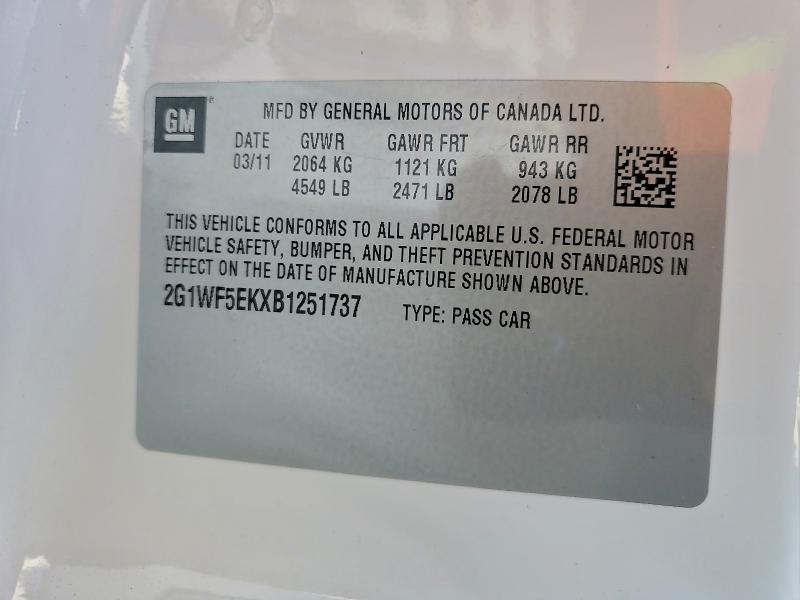 GM
MFD BY GENERAL MOTORS OF CANADA LTD.
DATE GVWR GAWR FRT GAWR RR
03/11 2064 KG 1121 KG 943 KG
4549 LB 2471 LB 2078 LB
THIS VEHICLE CONFORMS TO ALL APPLICABLE U.S. FEDERAL MOTOR
VEHICLE SAFETY, BUMPER, AND THEFT PREVENTION STANDARDS IN
EFFECT ON THE DATE OF MANUFACTURE SHOWN ABOVE.
2G1WF5EKXB1251737 TYPE: PASS CAR